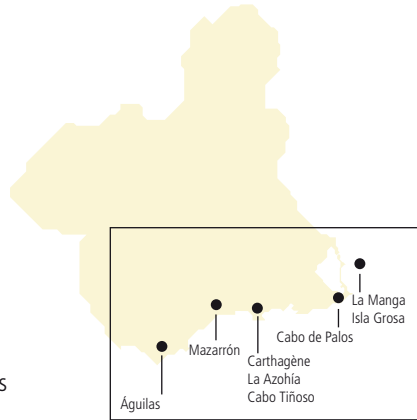 La Manga
Isla Grosa
Cabo de Palos
Mazarrón
Carthagène
La Azohía
Cabo Tiñoso
Águilas
S